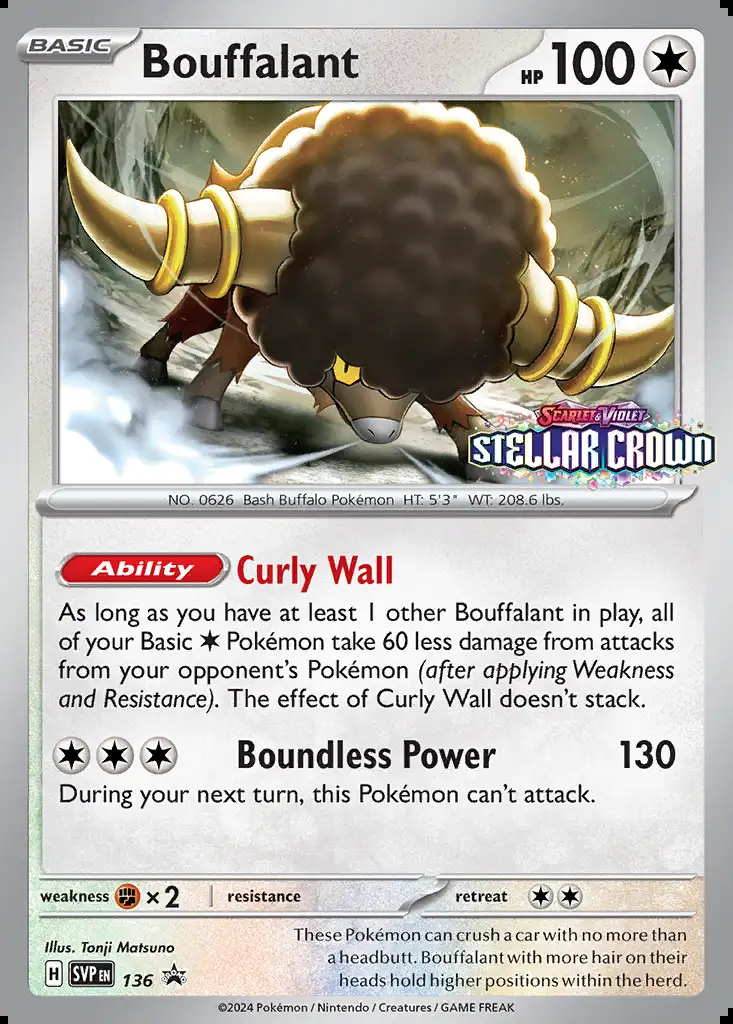 BASIC
Bouffalant
HP 100
SCARLET & VIOLET
STELLAR CROWN
NO. 0626 Bash Buffalo Pokémon HT: 5'3" WT: 208.6 lbs.
Ability Curly Wall
As long as you have at least 1 other Bouffalant in play, all
of your Basic Pokémon take 60 less damage from attacks
from your opponent's Pokémon (after applying Weakness
and Resistance). The effect of Curly Wall doesn't stack.
Boundless Power 130
During your next turn, this Pokémon can't attack.
weakness ×2 resistance retreat
Illus. Tonji Matsuno
These Pokémon can crush a car with no more than
a headbutt. Bouffalant with more hair on their
heads hold higher positions within the herd.
H SVP EN 136
©2024 Pokémon / Nintendo / Creatures / GAME FREAK